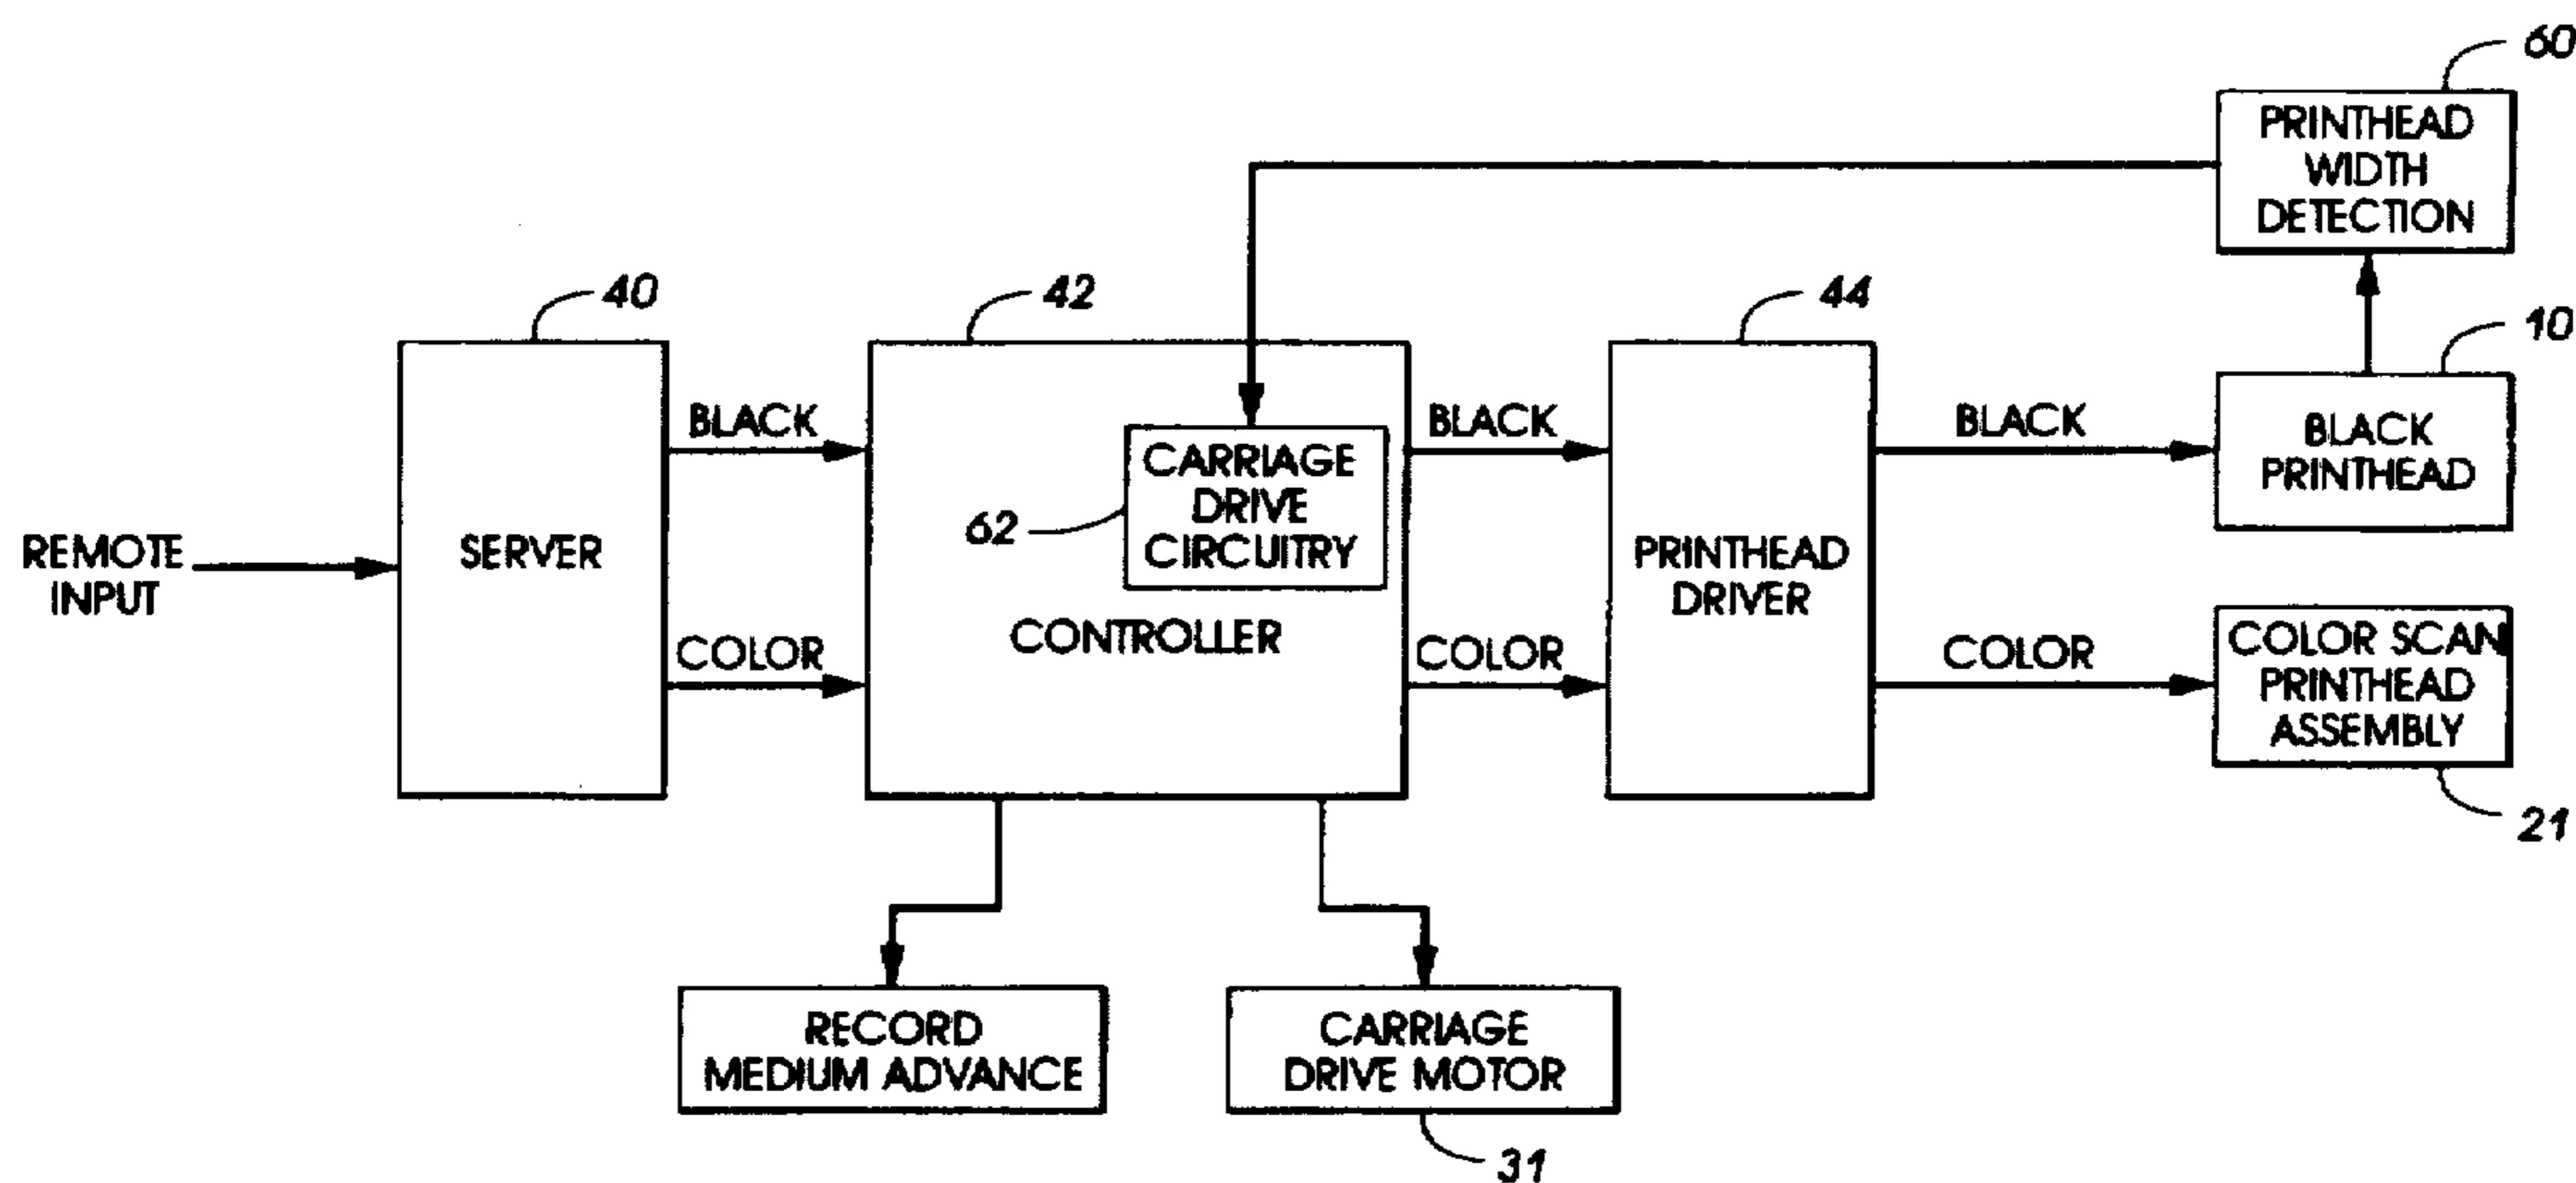 60
PRINTHEAD
WIDTH
DETECTION
40
42
44
10
BLACK
BLACK
BLACK
BLACK
PRINTHEAD
CARRIAGE
DRIVE
CIRCUITRY
62
REMOTE
INPUT
SERVER
PRINTHEAD
DRIVER
CONTROLLER
COLOR
COLOR
COLOR
COLOR SCAN
PRINTHEAD
ASSEMBLY
21
RECORD
MEDIUM ADVANCE
CARRIAGE
DRIVE MOTOR
31